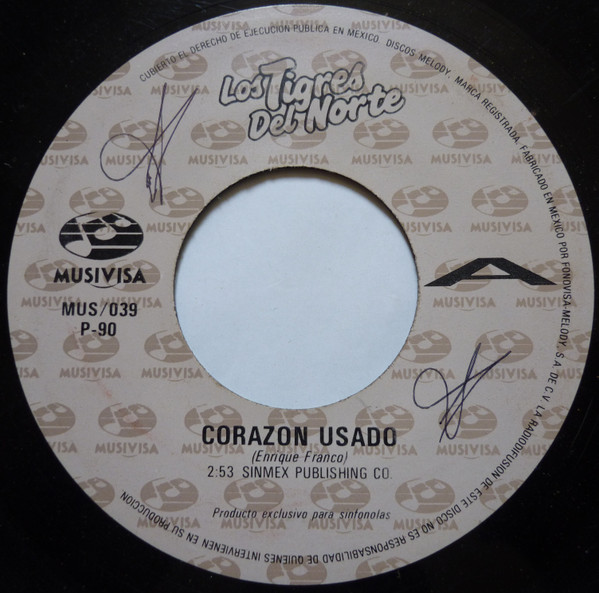 CUBIERTO EL DERECHO DE EJECUCION PUBLICA EN MEXICO. DISCOS MELODY. MARCA REGISTRADA. FABRICADO EN MEXICO POR FONOVISA-MELODY, S.A. DE C.V. LA RADIODIFUSION DE ESTE DISCO NO ES RESPONSABILIDAD DE QUIENES INTERVIENEN EN SU PRODUCCION
Los Tigres
Del Norte
MUSIVISA
MUS/039
P-90
A
CORAZON USADO
(Enrique Franco)
2:53 SINMEX PUBLISHING CO.
Producto exclusivo para sinfonolas